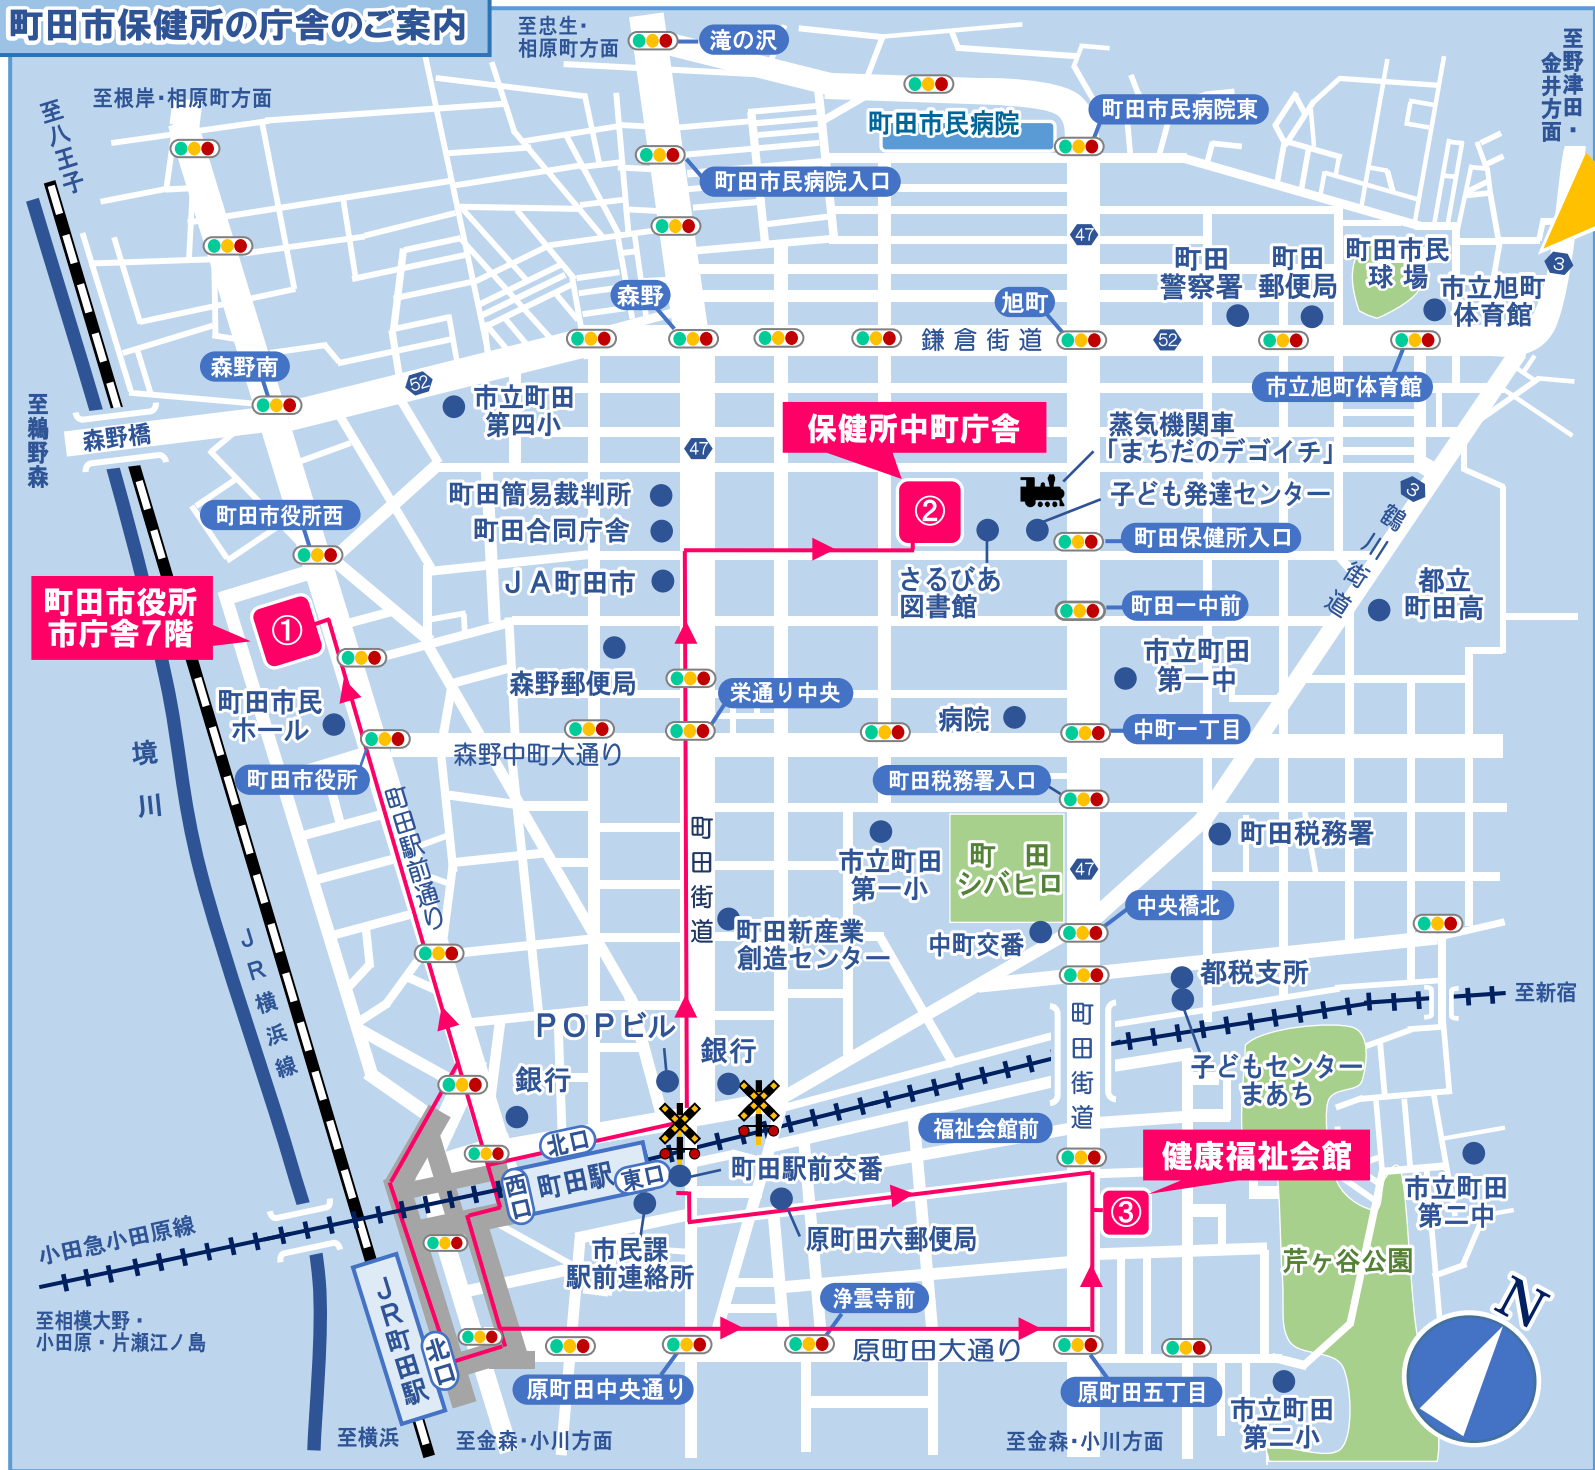 町田市保健所の庁舎のご案内
至忠生・
相原町方面
滝の沢
至野津田・
金井方面
至根岸・相原町方面
至八王子
町田市民病院
町田市民病院東
町田市民病院入口
47
町田
警察署
町田
郵便局
町田市民
球場
3
市立旭町
体育館
森野
旭町
鎌倉街道
52
森野南
52
市立旭町体育館
市立町田
第四小
至鵜野森
森野橋
47
保健所中町庁舎
蒸気機関車
「まちだのデゴイチ」
町田簡易裁判所
②
子ども発達センター
3
町田市役所西
町田合同庁舎
町田保健所入口
鶴川街道
JA町田市
さるびあ
図書館
都立
町田高
町田市役所
市庁舎7階
①
町田一中前
市立町田
第一中
森野郵便局
栄通り中央
町田市民
ホール
病院
中町一丁目
森野中町大通り
境川
町田市役所
町田税務署入口
町田駅前通り
町田街道
町田税務署
市立町田
第一小
町田
シバヒロ
47
中央橋北
町田新産業
創造センター
中町交番
JR横浜線
都税支所
至新宿
POPビル
町田街道
銀行
銀行
子どもセンター
まあち
福祉会館前
北口
健康福祉会館
町田駅
東口
西口
町田駅前交番
市立町田
第二中
③
小田急小田原線
原町田六郵便局
市民課
駅前連絡所
芹ヶ谷公園
浄雲寺前
N
至相模大野・
小田原・片瀬江ノ島
JR町田駅
北口
原町田大通り
原町田中央通り
原町田五丁目
市立町田
第二小
至横浜
至金森・小川方面
至金森・小川方面